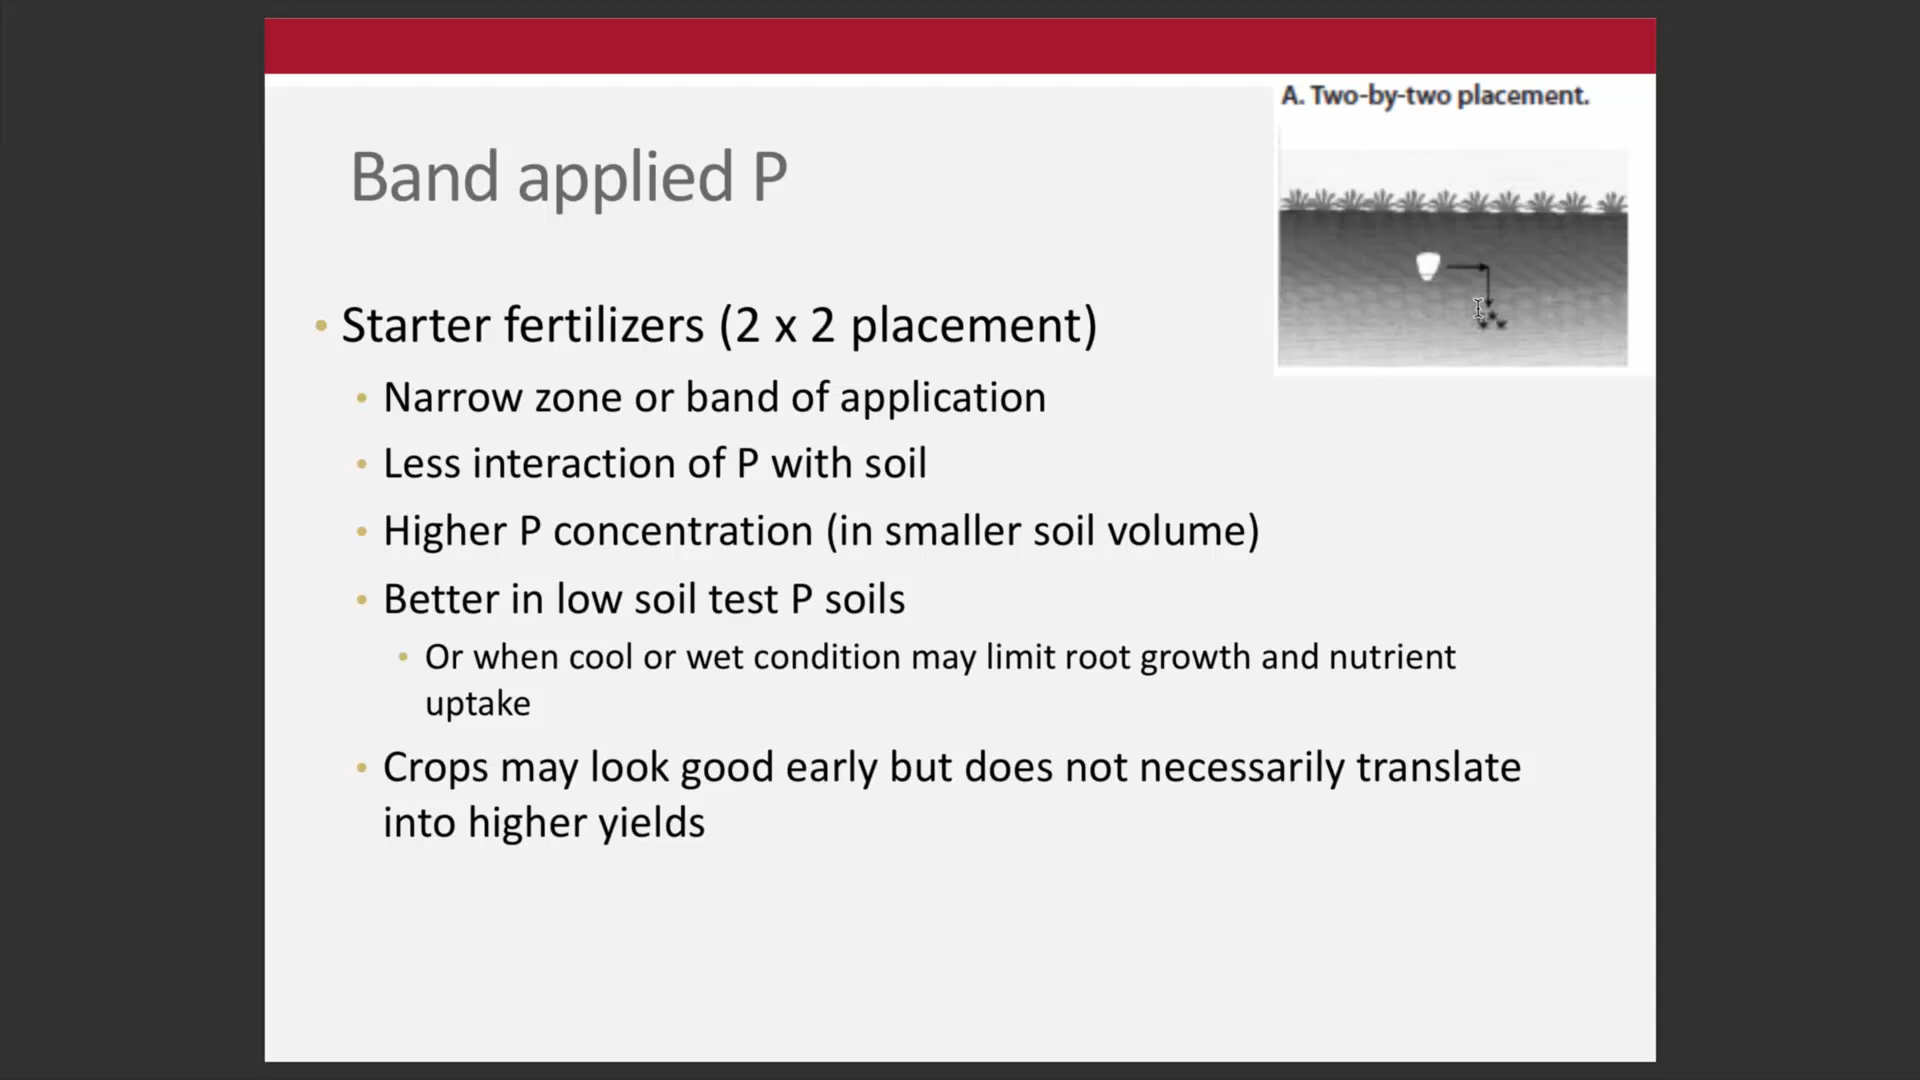 A. Two-by-two placement.
Band applied P
• Starter fertilizers (2 x 2 placement)
• Narrow zone or band of application
• Less interaction of P with soil
• Higher P concentration (in smaller soil volume)
• Better in low soil test P soils
• Or when cool or wet condition may limit root growth and nutrient
uptake
• Crops may look good early but does not necessarily translate
into higher yields